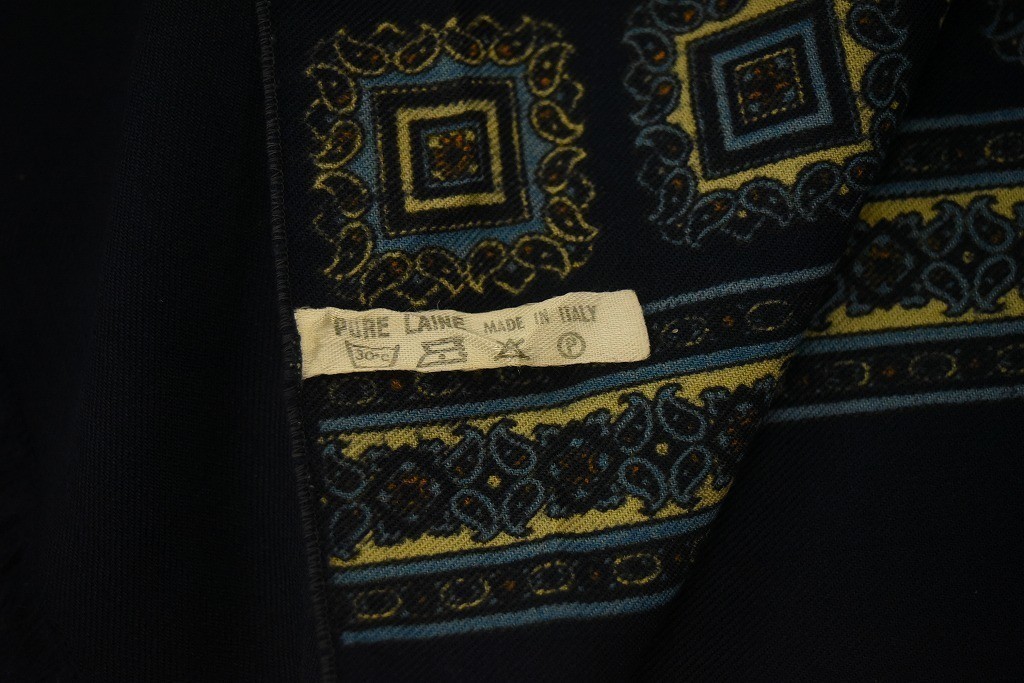 PURE LAINE MADE IN ITALY
30°C P